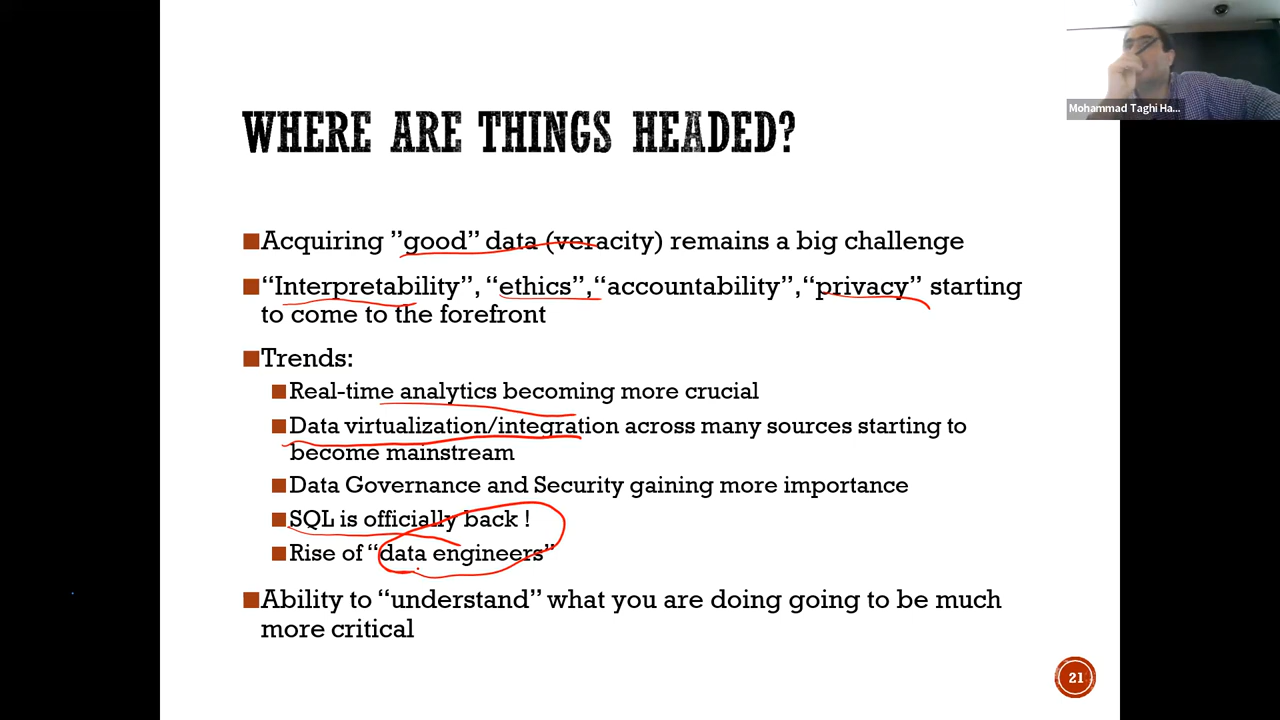 Mohammad Taghi Ha...
WHERE ARE THINGS HEADED?
■Acquiring ”good” data (veracity) remains a big challenge
■“Interpretability”, “ethics”,“accountability”,“privacy” starting
to come to the forefront
■Trends:
■Real-time analytics becoming more crucial
■Data virtualization/integration across many sources starting to
become mainstream
■Data Governance and Security gaining more importance
■SQL is officially back !
■Rise of “data engineers”
■Ability to “understand” what you are doing going to be much
more critical
21